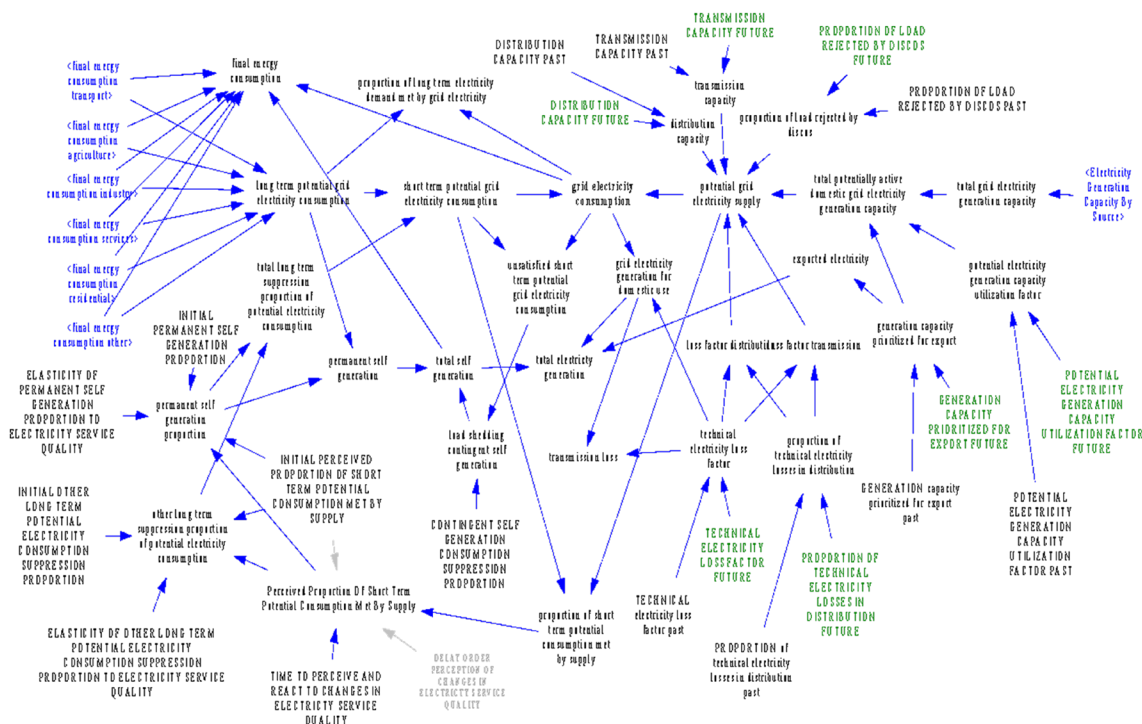 TRANSMISSION
CAPACITY FUTURE
PROPORTION OF LOAD
REJECTED BY DISCOS
FUTURE
DISTRIBUTION
CAPACITY PAST
TRANSMISSION
CAPACITY PAST
<final energy
consumption
transport>
final energy
consumption
proportion of long term electricity
demand met by grid electricity
transmission
capacity
PROPORTION OF LOAD
REJECTED BY DISCOS PAST
DISTRIBUTION
CAPACITY FUTURE
distribution
capacity
proportion of load rejected by
discos
<final energy
consumption
agriculture>
<final energy
consumption industry>
long term potential grid
electricity consumption
short term potential grid
electricity consumption
grid electricity
consumption
potential grid
electricity supply
total potentially active
domestic grid electricity
generation capacity
total grid electricity
generation capacity
<Electricity
Generation
Capacity By
Source>
<final energy
consumption services>
<final energy
consumption
residential>
total long term
suppression
proportion of
potential electricity
consumption
unsatisfied short
term potential
grid electricity
consumption
grid electricity
generation for
domestic use
exported electricity
potential electricity
generation capacity
utilization factor
<final energy
consumption other>
INITIAL
PERMANENT SELF
GENERATION
PROPORTION
permanent self
generation
total self
generation
total electricity
generation
loss factor distribution
loss factor transmission
generation capacity
prioritized for export
ELASTICITY OF
PERMANENT SELF
GENERATION
PROPORTION TO
ELECTRICITY SERVICE
QUALITY
permanent self
generation
proportion
POTENTIAL
ELECTRICITY
GENERATION
CAPACITY
UTILIZATION FACTOR
FUTURE
GENERATION
CAPACITY
PRIORITIZED FOR
EXPORT FUTURE
load shedding
contingent self
generation
transmission loss
technical
electricity loss
factor
proportion of
technical electricity
losses in distribution
INITIAL PERCEIVED
PROPORTION OF SHORT
TERM POTENTIAL
CONSUMPTION MET BY
SUPPLY
GENERATION capacity
prioritized for export
past
INITIAL OTHER
LONG TERM
POTENTIAL
ELECTRICITY
CONSUMPTION
SUPPRESSION
PROPORTION
other long term
suppression proportion
of potential electricity
consumption
CONTINGENT SELF
GENERATION
CONSUMPTION
SUPPRESSION
PROPORTION
TECHNICAL
ELECTRICITY
LOSS FACTOR
FUTURE
PROPORTION OF
TECHNICAL
ELECTRICITY
LOSSES IN
DISTRIBUTION
FUTURE
POTENTIAL
ELECTRICITY
GENERATION
CAPACITY
UTILIZATION
FACTOR PAST
Perceived Proportion Of Short Term
Potential Consumption Met By Supply
proportion of short
term potential
consumption met
by supply
TECHNICAL
electricity loss
factor past
ELASTICITY OF OTHER LONG TERM
POTENTIAL ELECTRICITY
CONSUMPTION SUPPRESSION
PROPORTION TO ELECTRICITY SERVICE
QUALITY
TIME TO PERCEIVE AND
REACT TO CHANGES IN
ELECTRICTY SERVICE
QUALITY
DELAT ORDER
PERCEPTION OF
CHANGES IN
ELECTRICTY SERVICE
QUALITY
PROPORTION of
technical electricity
losses in distribution
past